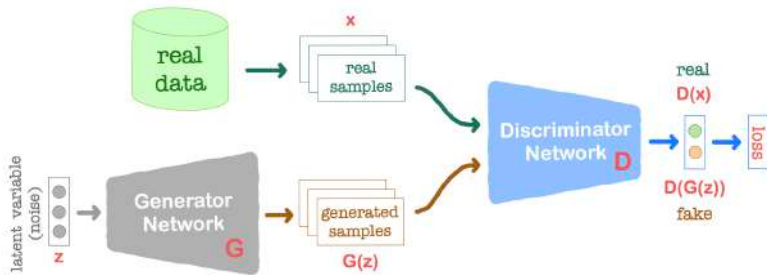 real
data
x
real
samples
latent variable
(noise)
z
Generator
Network
G
generated
samples
G(z)
Discriminator
Network D
real
D(x)
D(G(z))
fake
loss